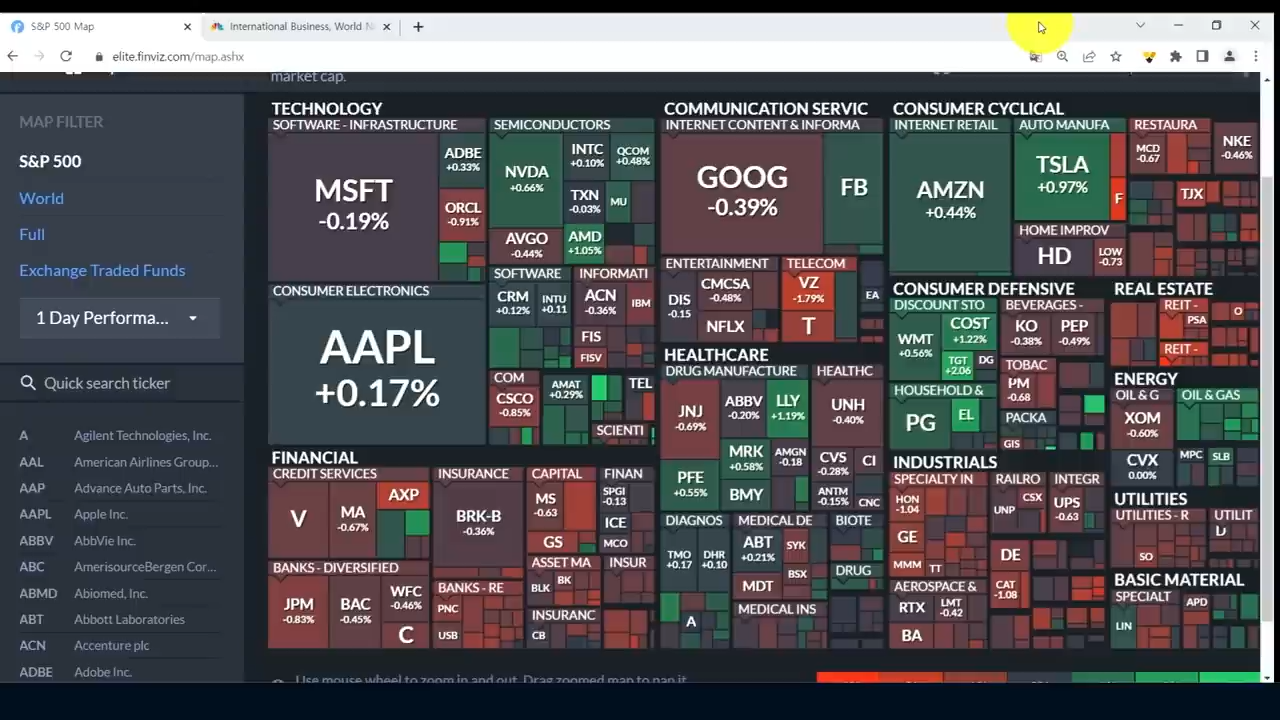 S&P 500 Map
International Business, World N
elite.finviz.com/map.ashx
market cap.
MAP FILTER
S&P 500
World
Full
Exchange Traded Funds
1 Day Performa...
Quick search ticker
A Agilent Technologies, Inc.
AAL American Airlines Group...
AAP Advance Auto Parts, Inc.
AAPL Apple Inc.
ABBV AbbVie Inc.
ABC AmerisourceBergen Cor...
ABMD Abiomed, Inc.
ABT Abbott Laboratories
ACN Accenture plc
ADBE Adobe Inc.
TECHNOLOGY
SOFTWARE - INFRASTRUCTURE
MSFT
-0.19%
ADBE
+0.33%
ORCL
-0.91%
SEMICONDUCTORS
NVDA
+0.66%
INTC
+0.10%
QCOM
+0.48%
TXN
-0.03%
MU
AVGO
-0.44%
AMD
+1.05%
CONSUMER ELECTRONICS
AAPL
+0.17%
SOFTWARE
CRM
+0.12%
INTU
+0.11
INFORMATI
ACN
-0.36%
IBM
FIS
FISV
COM
CSCO
-0.85%
AMAT
+0.29%
TEL
SCIENTI
FINANCIAL
CREDIT SERVICES
V
MA
-0.67%
AXP
INSURANCE
BRK-B
-0.36%
CAPITAL
MS
-0.63
GS
FINAN
SPGI
-0.13
ICE
MCO
BANKS - DIVERSIFIED
JPM
-0.83%
BAC
-0.45%
WFC
-0.46%
C
BANKS - RE
PNC
USB
ASSET MA
BLK
BK
INSUR
INSURANC
CB
COMMUNICATION SERVIC
INTERNET CONTENT & INFORMA
GOOG
-0.39%
FB
ENTERTAINMENT
DIS
-0.15
CMCSA
-0.48%
NFLX
TELECOM
VZ
-1.79%
T
EA
HEALTHCARE
DRUG MANUFACTURE
JNJ
-0.69%
ABBV
-0.20%
LLY
+1.19%
PFE
+0.55%
MRK
+0.58%
AMGN
-0.18
BMY
HEALTHC
UNH
-0.40%
CVS
-0.28%
CI
ANTM
-0.15%
CNC
DIAGNOS
TMO
+0.17
DHR
+0.10
A
MEDICAL DE
ABT
+0.21%
SYK
MDT
BSX
MEDICAL INS
BIOTE
DRUG
CONSUMER CYCLICAL
INTERNET RETAIL
AMZN
+0.44%
AUTO MANUFA
TSLA
+0.97%
F
RESTAURA
MCD
-0.67
NKE
-0.46%
TJX
HOME IMPROV
HD
LOW
-0.73
CONSUMER DEFENSIVE
DISCOUNT STO
WMT
+0.56%
COST
+1.22%
TGT
+2.06
DG
BEVERAGES -
KO
-0.38%
PEP
-0.49%
TOBAC
PM
-0.68
HOUSEHOLD &
PG
EL
PACKA
GIS
REAL ESTATE
REIT -
PSA
O
REIT -
ENERGY
OIL & G
XOM
-0.60%
CVX
0.00%
OIL & GAS
MPC
SLB
INDUSTRIALS
SPECIALTY IN
HON
-1.04
GE
MMM
TT
RAILRO
UNP
CSX
INTEGR
UPS
-0.63
DE
CAT
-1.08
AEROSPACE &
RTX
LMT
-0.42
BA
UTILITIES
UTILITIES - R
SO
UTILIT
D
BASIC MATERIAL
SPECIALT
LIN
APD
Use mouse wheel to zoom in and out. Drag zoomed map to pan it.